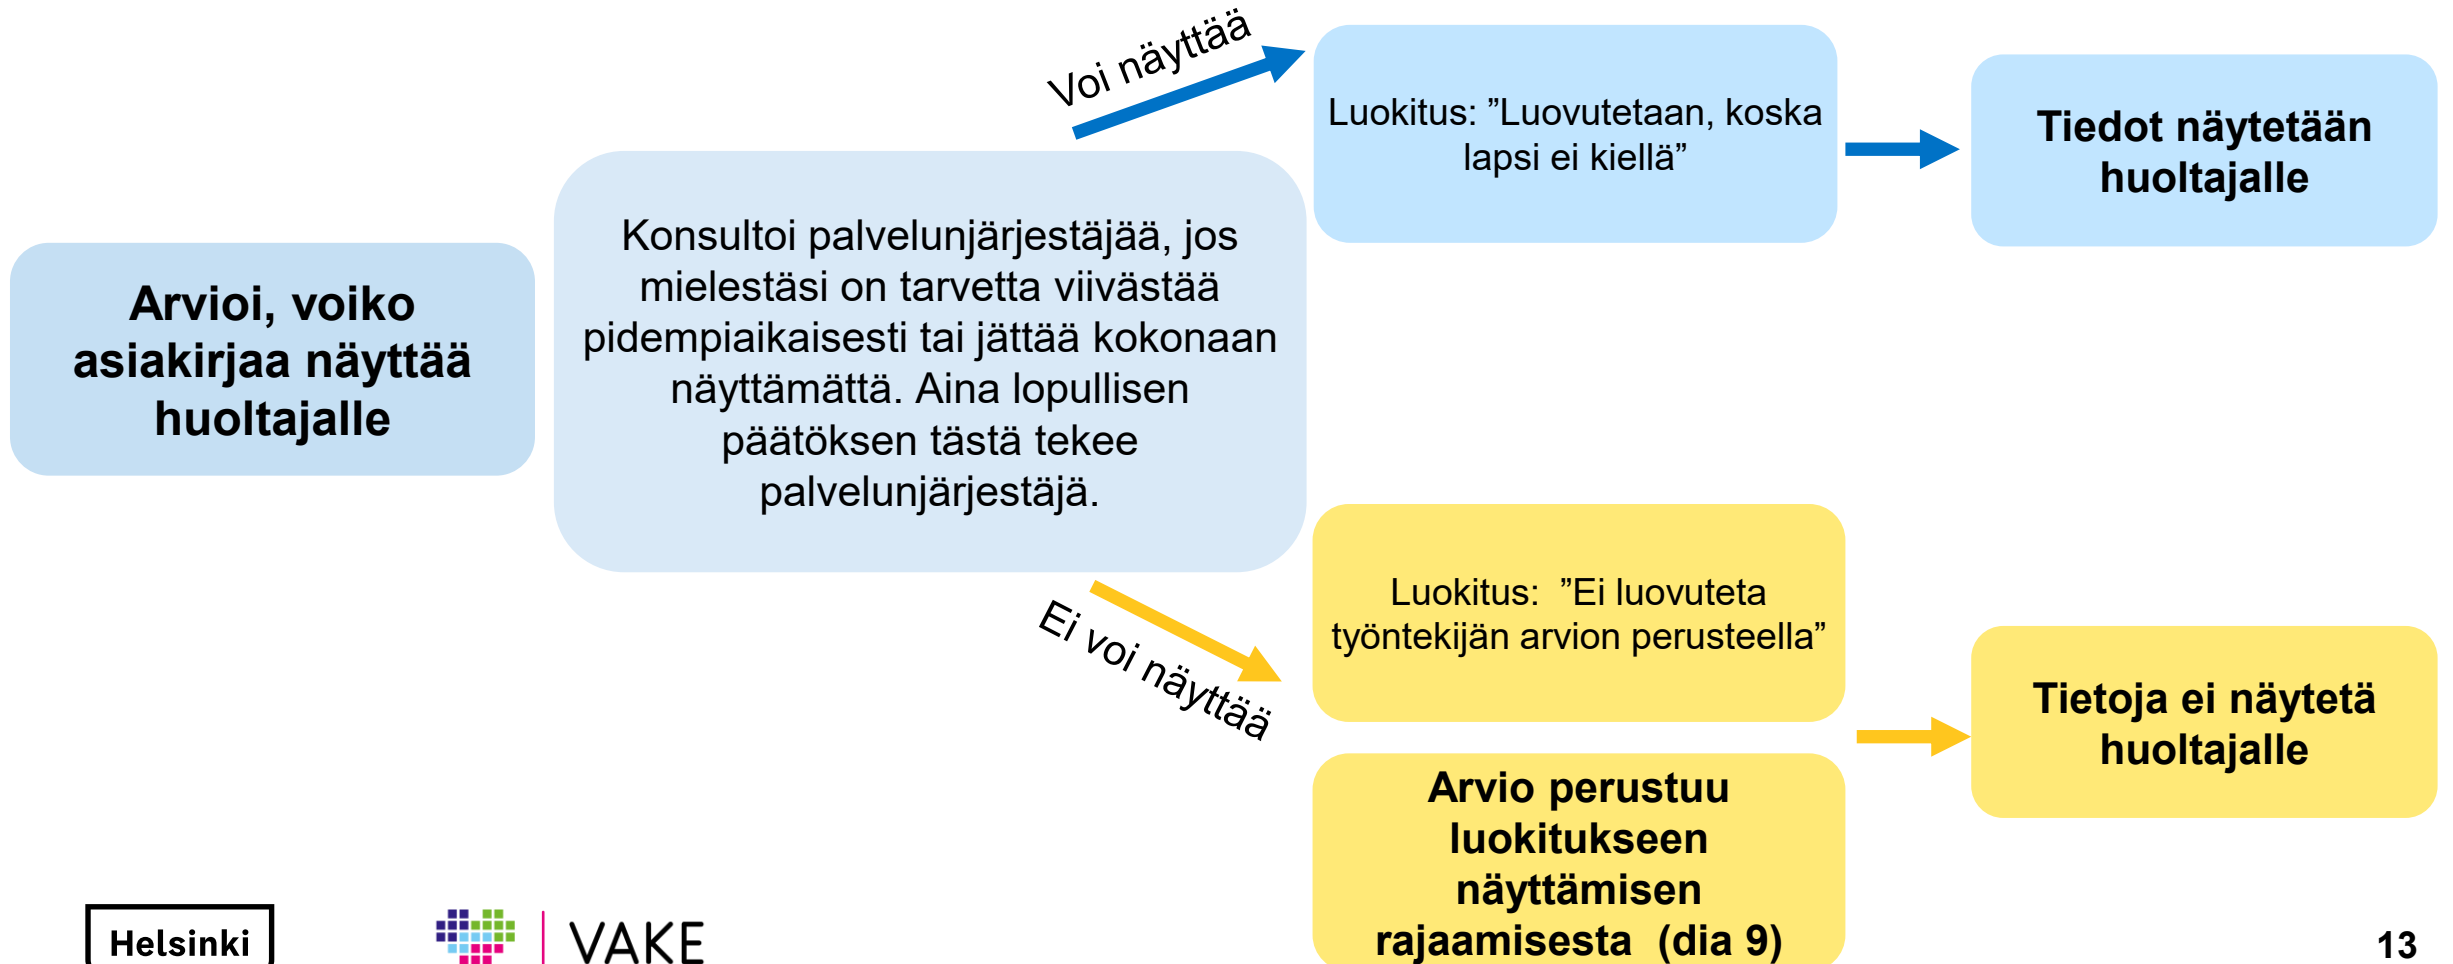 Arvioi, voiko
asiakirjaa näyttää
huoltajalle
Konsultoi palvelunjärjestäjää, jos
mielestäsi on tarvetta viivästää
pidempiaikaisesti tai jättää kokonaan
näyttämättä. Aina lopullisen
päätöksen tästä tekee
palvelunjärjestäjä.
Voi näyttää
Luokitus: ”Luovutetaan, koska
lapsi ei kiellä”
Tiedot näytetään
huoltajalle
Ei voi näyttää
Luokitus: ”Ei luovuteta
työntekijän arvion perusteella”
Arvio perustuu
luokitukseen
näyttämisen
rajaamisesta (dia 9)
Tietoja ei näytetä
huoltajalle
Helsinki
VAKE
13